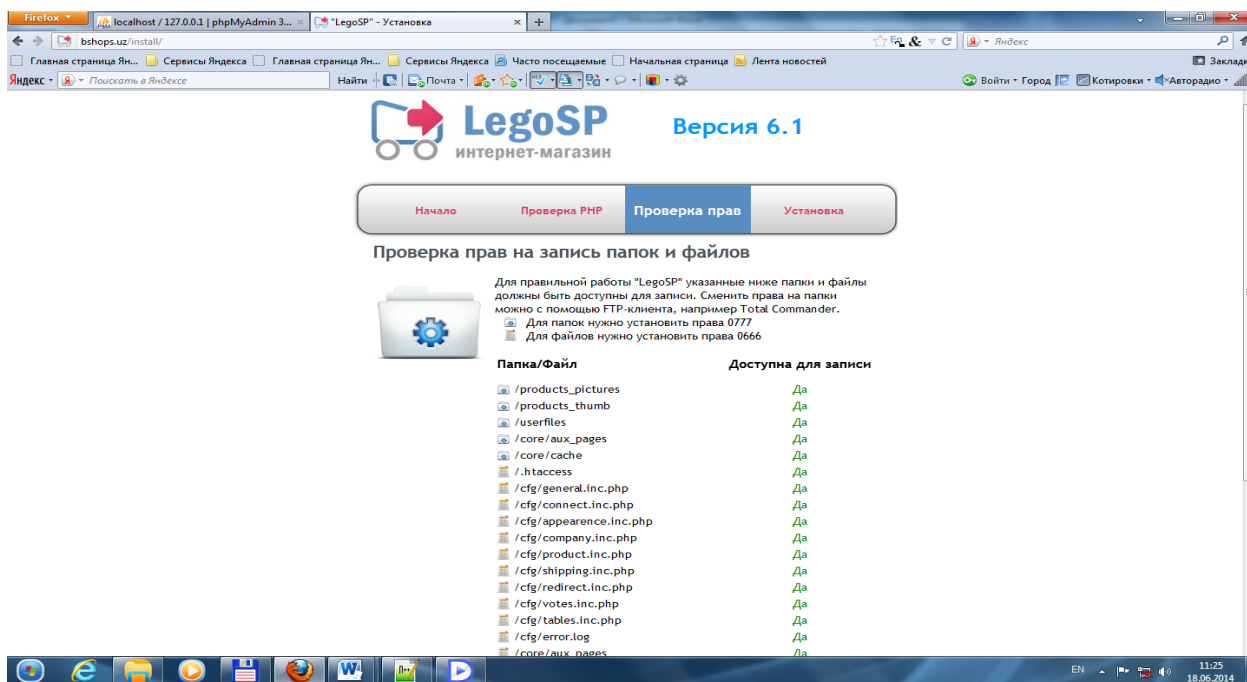 Firefox
localhost / 127.0.0.1 | phpMyAdmin 3...
"LegoSP" - Установка
bshops.uz/install/
Яндекс
Главная страница Ян...
Сервисы Яндекса
Главная страница Ян...
Сервисы Яндекса
Часто посещаемые
Начальная страница
Лента новостей
Закладк
Яндекс
Поискать в Яндексе
Найти
Почта
Войти
Город
Котировки
Авторадио
LegoSP
интернет-магазин
Версия 6.1
Начало
Проверка PHP
Проверка прав
Установка
Проверка прав на запись папок и файлов
Для правильной работы "LegoSP" указанные ниже папки и файлы
должны быть доступны для записи. Сменить права на папки
можно с помощью FTP-клиента, например Total Commander.
Для папок нужно установить права 0777
Для файлов нужно установить права 0666
Папка/Файл Доступна для записи
/products_pictures Да
/products_thumb Да
/userfiles Да
/core/aux_pages Да
/core/cache Да
/.htaccess Да
/cfg/general.inc.php Да
/cfg/connect.inc.php Да
/cfg/appearence.inc.php Да
/cfg/company.inc.php Да
/cfg/product.inc.php Да
/cfg/shipping.inc.php Да
/cfg/redirect.inc.php Да
/cfg/votes.inc.php Да
/cfg/tables.inc.php Да
/cfg/error.log Да
/core/aux_pages Да
EN
11:25
18.06.2014